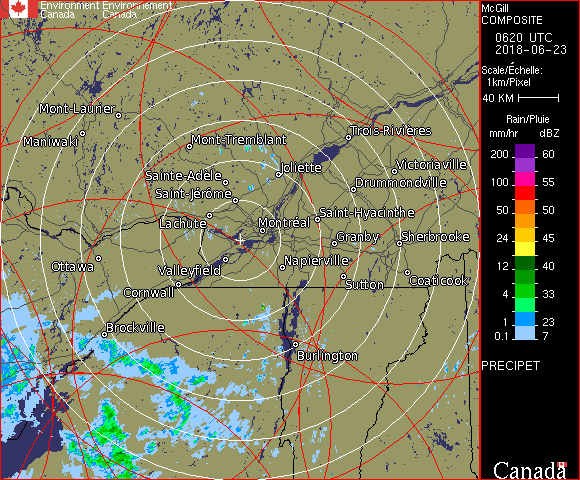 Environment Environnement
Canada Canada
McGill
COMPOSITE
0620 UTC
2018-06-23
Scale/Échelle:
1km/Pixel
40 KM
Rain/Pluie
mm/hr dBZ
200 60
100 55
50 50
24 45
12 40
4 33
1 23
0.1 7
PRECIPET
Canada
Mont-Laurier
Maniwaki
Mont-Tremblant
Trois-Rivières
Joliette
Victoriaville
Sainte-Adèle
Drummondville
Saint-Jérôme
Saint-Hyacinthe
Lachute
Montréal
Granby
Sherbrooke
Ottawa
Valleyfield
Napierville
Cornwall
Sutton
Coaticook
Brockville
Burlington